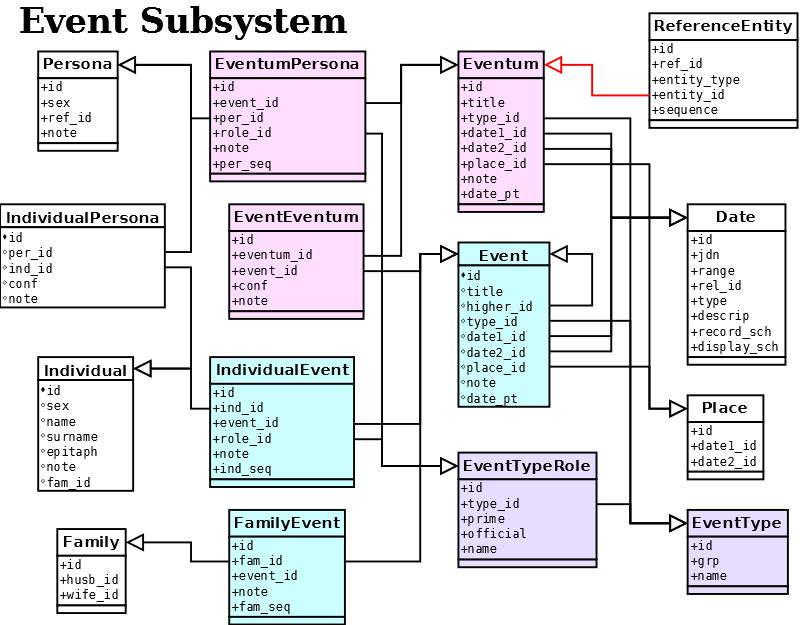 Event Subsystem
Persona
+id
+sex
+ref_id
+note
EventumPersona
+id
+event_id
+per_id
+role_id
+note
+per_seq
Eventum
+id
+title
+type_id
+date1_id
+date2_id
+place_id
+note
+date_pt
ReferenceEntity
+id
+ref_id
+entity_type
+entity_id
+sequence
IndividualPersona
id
per_id
ind_id
conf
note
EventEventum
+id
+eventum_id
+event_id
+conf
+note
Event
id
title
higher_id
type_id
date1_id
date2_id
place_id
note
date_pt
Date
+id
+jdn
+range
+rel_id
+type
+descrip
+record_sch
+display_sch
Individual
id
sex
name
surname
epitaph
note
fam_id
IndividualEvent
+id
+ind_id
+event_id
+role_id
+note
+ind_seq
Place
+id
+date1_id
+date2_id
EventTypeRole
+id
+type_id
+prime
+official
+name
Family
+id
+husb_id
+wife_id
FamilyEvent
+id
+fam_id
+event_id
+note
+fam_seq
EventType
+id
+grp
+name